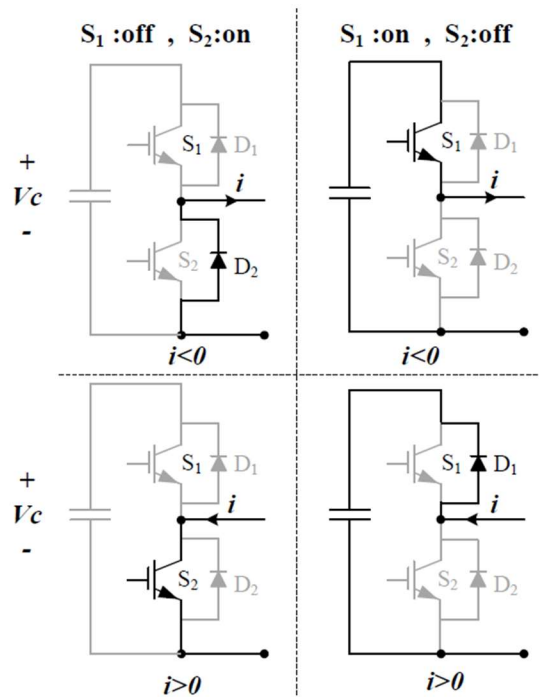 S₁ :off , S₂:on
S₁ :on , S₂:off
+
Vc
-
S₁ D₁
i
S₂ D₂
i<0
S₁ D₁
i
S₂ D₂
i<0
+
Vc
-
S₁ D₁
i
S₂ D₂
i>0
S₁ D₁
i
S₂ D₂
i>0